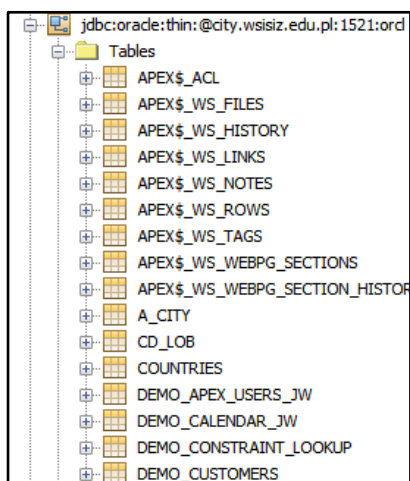 jdbc:oracle:thin:@city.wsisiz.edu.pl:1521:orcl
Tables
APEX$_ACL
APEX$_WS_FILES
APEX$_WS_HISTORY
APEX$_WS_LINKS
APEX$_WS_NOTES
APEX$_WS_ROWS
APEX$_WS_TAGS
APEX$_WS_WEBPG_SECTIONS
APEX$_WS_WEBPG_SECTION_HISTOR
A_CITY
CD_LOB
COUNTRIES
DEMO_APEX_USERS_JW
DEMO_CALENDAR_JW
DEMO_CONSTRAINT_LOOKUP
DEMO_CUSTOMERS